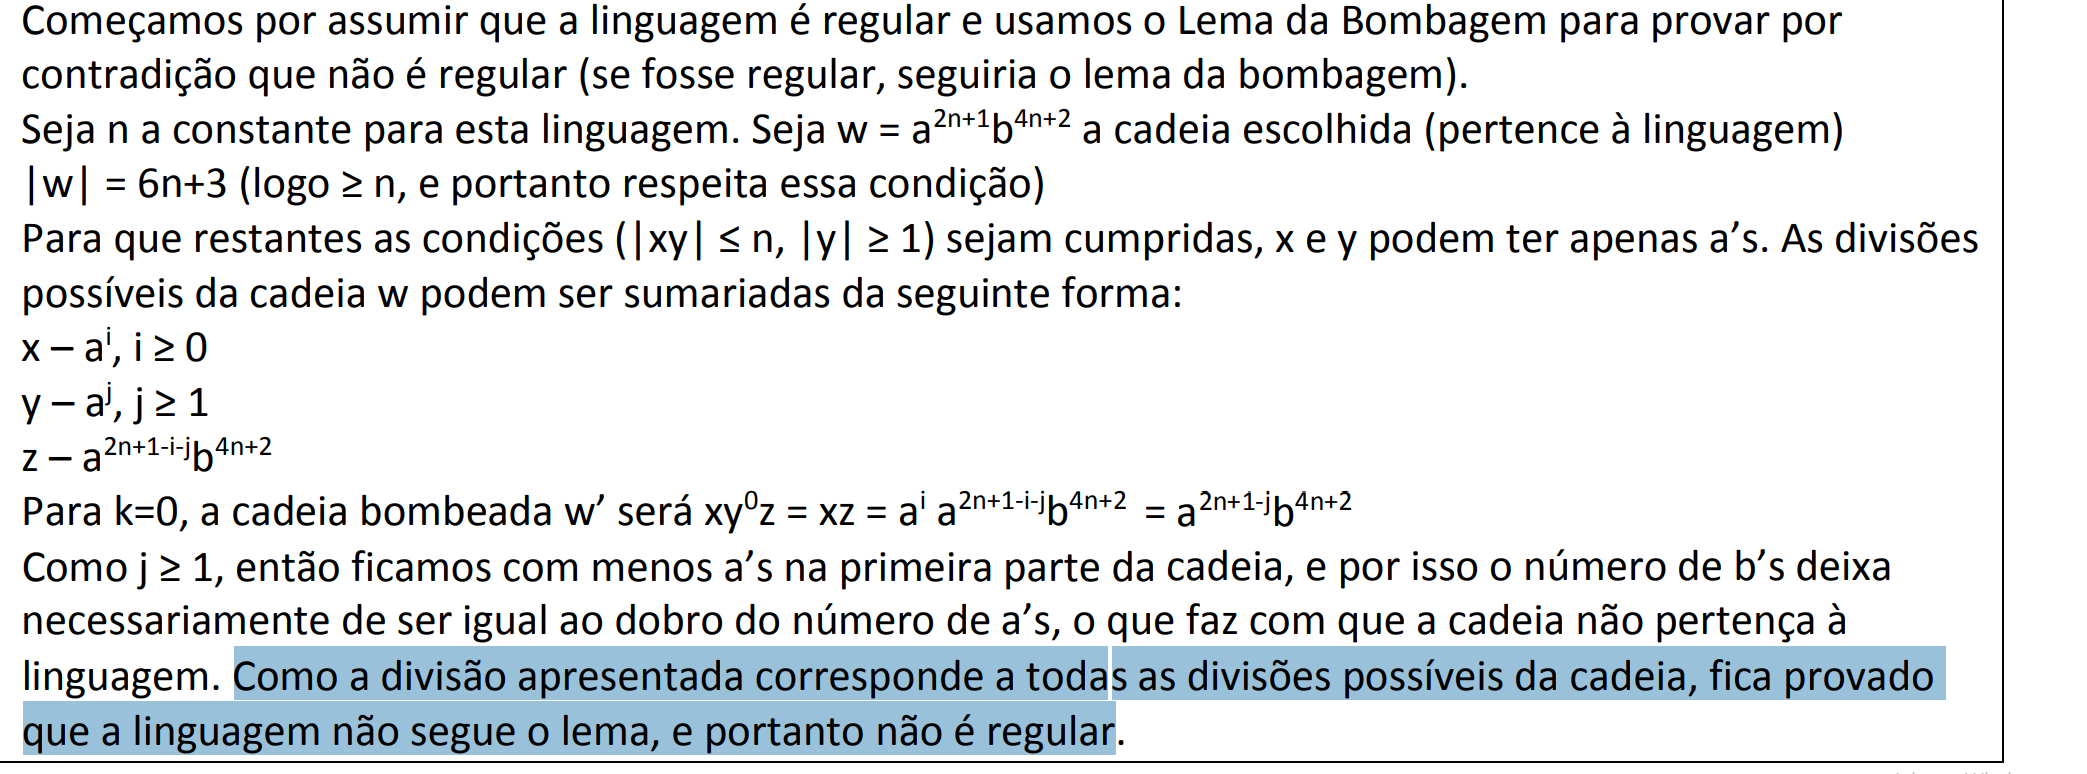 Começamos por assumir que a linguagem é regular e usamos o Lema da Bombagem para provar por
contradição que não é regular (se fosse regular, seguiria o lema da bombagem).
Seja n a constante para esta linguagem. Seja w = a²ⁿ⁺¹b⁴ⁿ⁺² a cadeia escolhida (pertence à linguagem)
|w| = 6n+3 (logo ≥ n, e portanto respeita essa condição)
Para que restantes as condições (|xy| ≤ n, |y| ≥ 1) sejam cumpridas, x e y podem ter apenas a’s. As divisões
possíveis da cadeia w podem ser sumariadas da seguinte forma:
x – aⁱ, i ≥ 0
y – aʲ, j ≥ 1
z – a²ⁿ⁺¹⁻ⁱ⁻ʲb⁴ⁿ⁺²
Para k=0, a cadeia bombeada w’ será xy⁰z = xz = aⁱ a²ⁿ⁺¹⁻ⁱ⁻ʲb⁴ⁿ⁺² = a²ⁿ⁺¹⁻ʲb⁴ⁿ⁺²
Como j ≥ 1, então ficamos com menos a’s na primeira parte da cadeia, e por isso o número de b’s deixa
necessariamente de ser igual ao dobro do número de a’s, o que faz com que a cadeia não pertença à
linguagem. Como a divisão apresentada corresponde a todas as divisões possíveis da cadeia, fica provado
que a linguagem não segue o lema, e portanto não é regular.